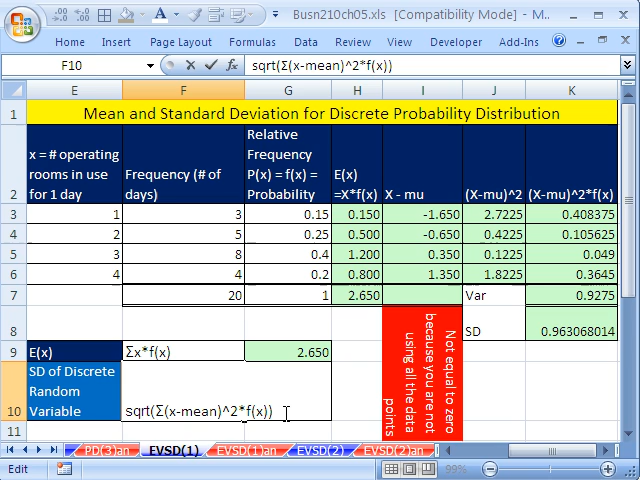 Busn210ch05.xls [Compatibility Mode] - M...
Home Insert Page Layout Formulas Data Review View Developer Add-Ins
F10 sqrt(Σ(x-mean)^2*f(x))
E F G H I J K
1 Mean and Standard Deviation for Discrete Probability Distribution
x = # operating rooms in use for 1 day
Frequency (# of days)
Relative Frequency P(x) = f(x) = Probability
E(x) =X*f(x)
X - mu
(X-mu)^2
(X-mu)^2*f(x)
2
3 1 3 0.15 0.150 -1.650 2.7225 0.408375
4 2 5 0.25 0.500 -0.650 0.4225 0.105625
5 3 8 0.4 1.200 0.350 0.1225 0.049
6 4 4 0.2 0.800 1.350 1.8225 0.3645
7 20 1 2.650 Var 0.9275
8 SD 0.963068014
9 E(x) Σx*f(x) 2.650
SD of Discrete
Random
10 Variable sqrt(Σ(x-mean)^2*f(x))
Not equal to zero
because you are not
using all the data
points
11
PD(3)an EVSD(1) EVSD(1)an EVSD(2) EVSD(2)an
Edit 99%